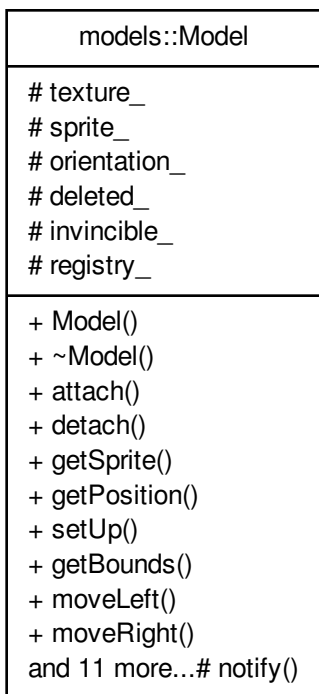 models::Model
# texture_
# sprite_
# orientation_
# deleted_
# invincible_
# registry_
+ Model()
+ ~Model()
+ attach()
+ detach()
+ getSprite()
+ getPosition()
+ setUp()
+ getBounds()
+ moveLeft()
+ moveRight()
and 11 more...# notify()